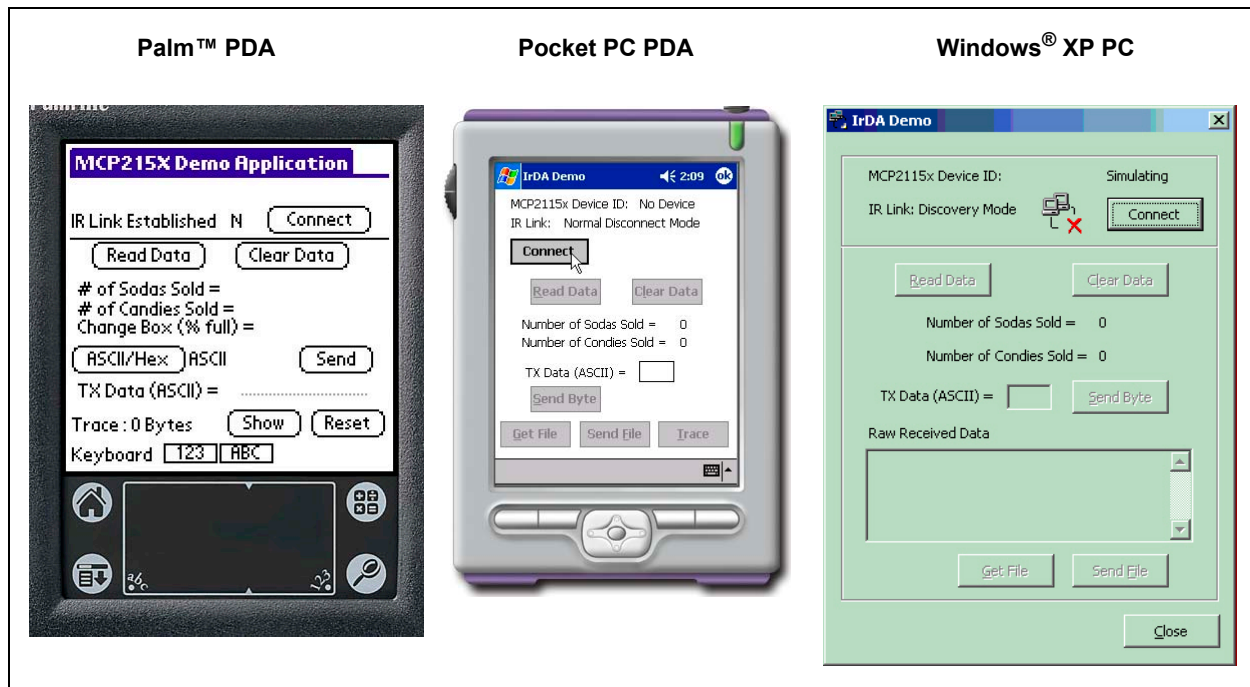 Palm™ PDA
Pocket PC PDA
Windows® XP PC
MCP215X Demo Application
IR Link Established N Connect
Read Data Clear Data
# of Sodas Sold =
# of Candies Sold =
Change Box (% full) =
ASCII/Hex ASCII Send
TX Data (ASCII) =
Trace: 0 Bytes Show Reset
Keyboard 123 ABC
abc 123
IrDA Demo 2:09 ok
MCP2115x Device ID: No Device
IR Link: Normal Disconnect Mode
Connect
Read Data Clear Data
Number of Sodas Sold = 0
Number of Condies Sold = 0
TX Data (ASCII) =
Send Byte
Get File Send File Trace
IrDA Demo
MCP2115x Device ID: Simulating
IR Link: Discovery Mode Connect
Read Data Clear Data
Number of Sodas Sold = 0
Number of Condies Sold = 0
TX Data (ASCII) = Send Byte
Raw Received Data
Get File Send File
Close